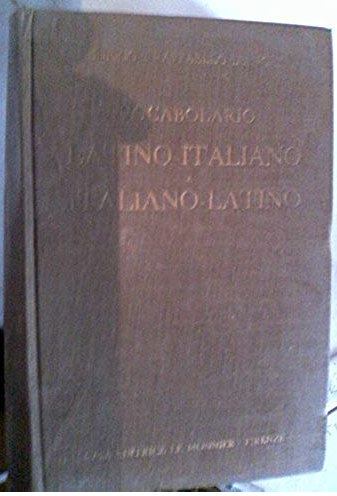 VOCABOLARIO
LATINO-ITALIANO
ITALIANO-LATINO
CASA EDITRICE LE MONNIER - FIRENZE